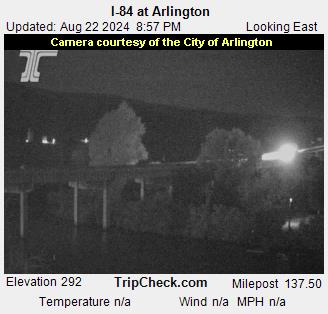 I-84 at Arlington
Updated: Aug 22 2024 8:57 PM Looking East
Camera courtesy of the City of Arlington
Elevation 292 TripCheck.com Milepost 137.50
Temperature n/a Wind n/a MPH n/a